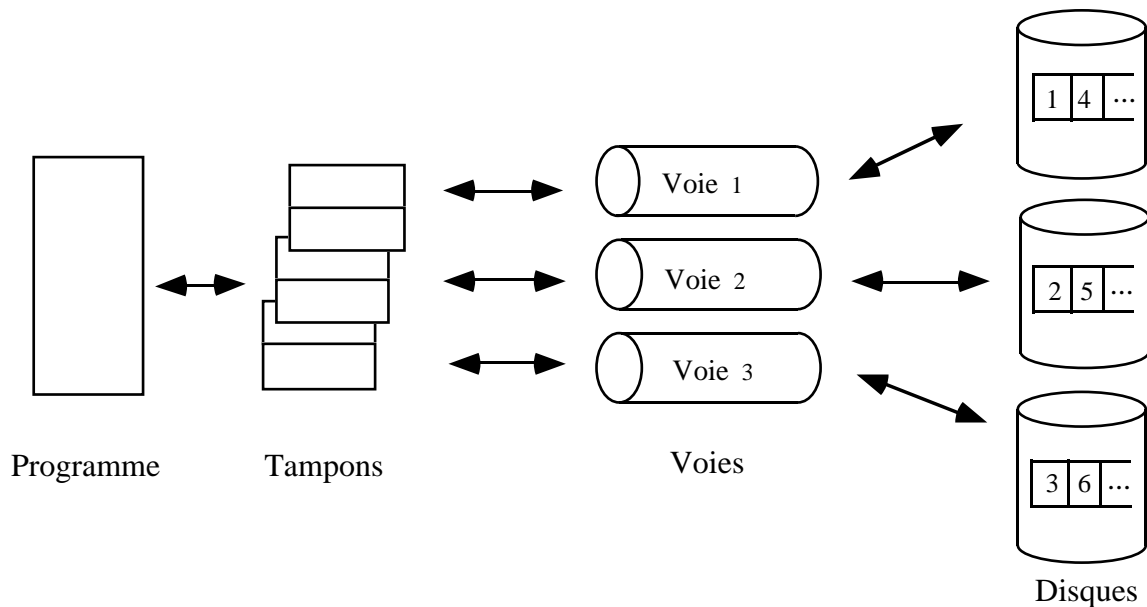 1 4 ...
Voie 1
Voie 2
2 5 ...
Voie 3
Programme
Tampons
Voies
3 6 ...
Disques